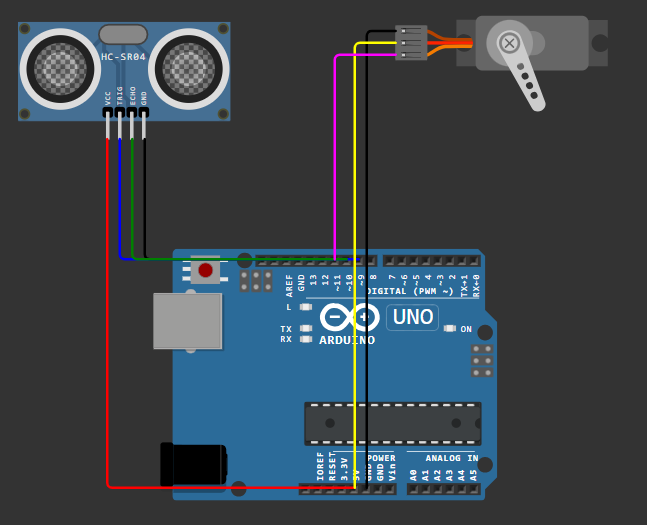 HC-SR04
VCC
TRIG
ECHO
GND
AREF
GND
13
12
~11
~10
~9
8
7
~6
~5
4
~3
2
TX→1
RX←0
DIGITAL (PWM ~)
L
TX
RX
ARDUINO
UNO
ON
IOREF
RESET
3.3V
5V
GND
GND
Vin
POWER
ANALOG IN
A0
A1
A2
A3
A4
A5